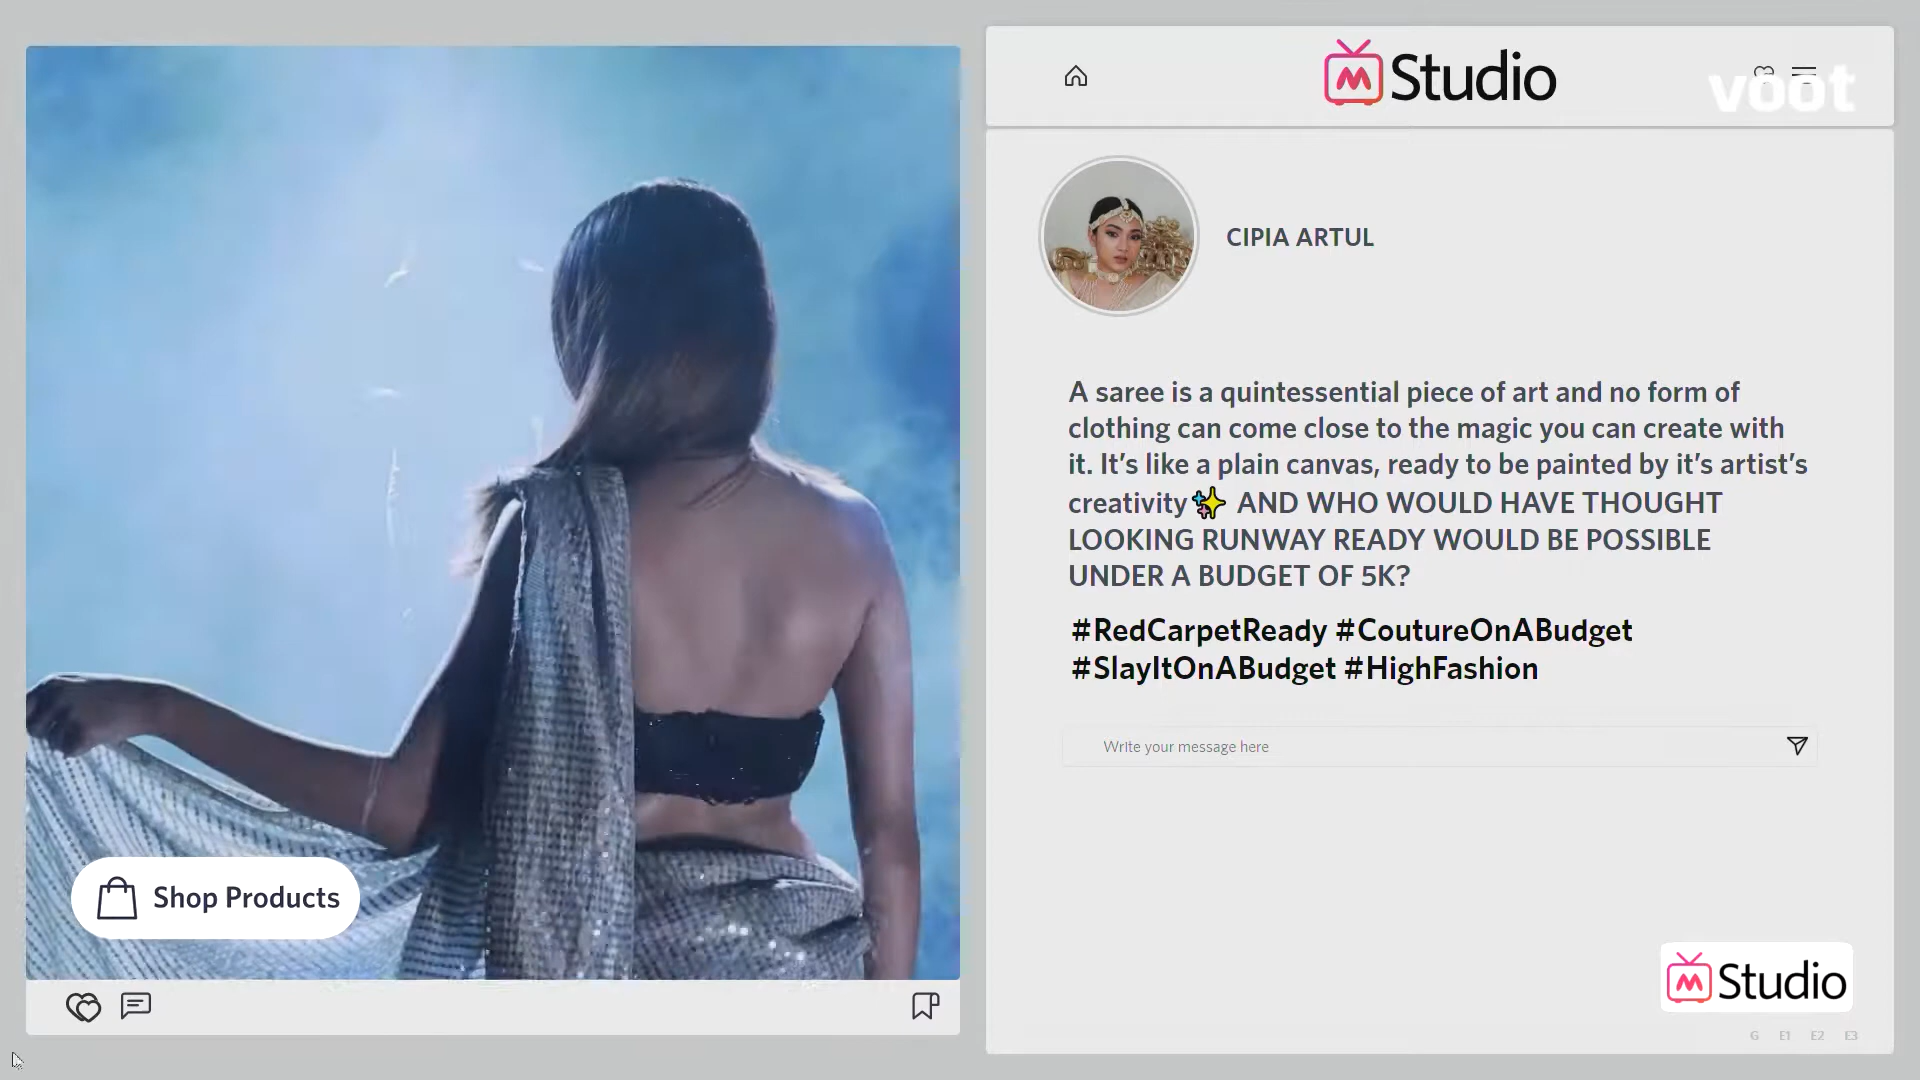 Studio
voot
CIPIA ARTUL
A saree is a quintessential piece of art and no form of
clothing can come close to the magic you can create with
it. It’s like a plain canvas, ready to be painted by it’s artist’s
creativity✨ AND WHO WOULD HAVE THOUGHT
LOOKING RUNWAY READY WOULD BE POSSIBLE
UNDER A BUDGET OF 5K?
#RedCarpetReady #CoutureOnABudget
#SlayItOnABudget #HighFashion
Write your message here
Shop Products
Studio
G E1 E2 E3